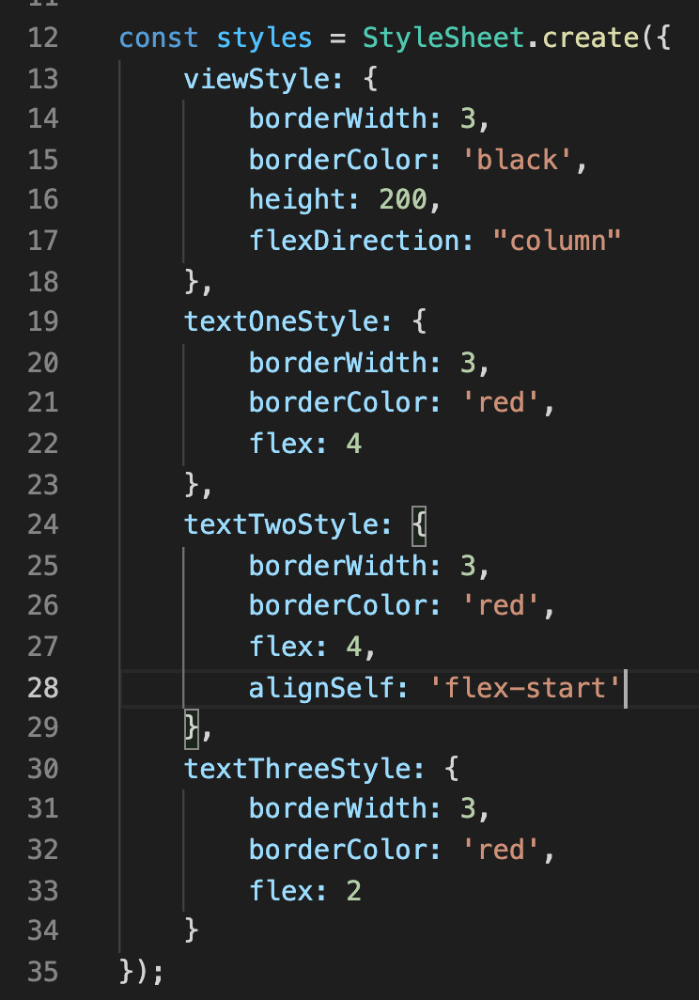 11
12 const styles = StyleSheet.create({
13     viewStyle: {
14         borderWidth: 3,
15         borderColor: 'black',
16         height: 200,
17         flexDirection: "column"
18     },
19     textOneStyle: {
20         borderWidth: 3,
21         borderColor: 'red',
22         flex: 4
23     },
24     textTwoStyle: {
25         borderWidth: 3,
26         borderColor: 'red',
27         flex: 4,
28         alignSelf: 'flex-start'
29     },
30     textThreeStyle: {
31         borderWidth: 3,
32         borderColor: 'red',
33         flex: 2
34     }
35 });